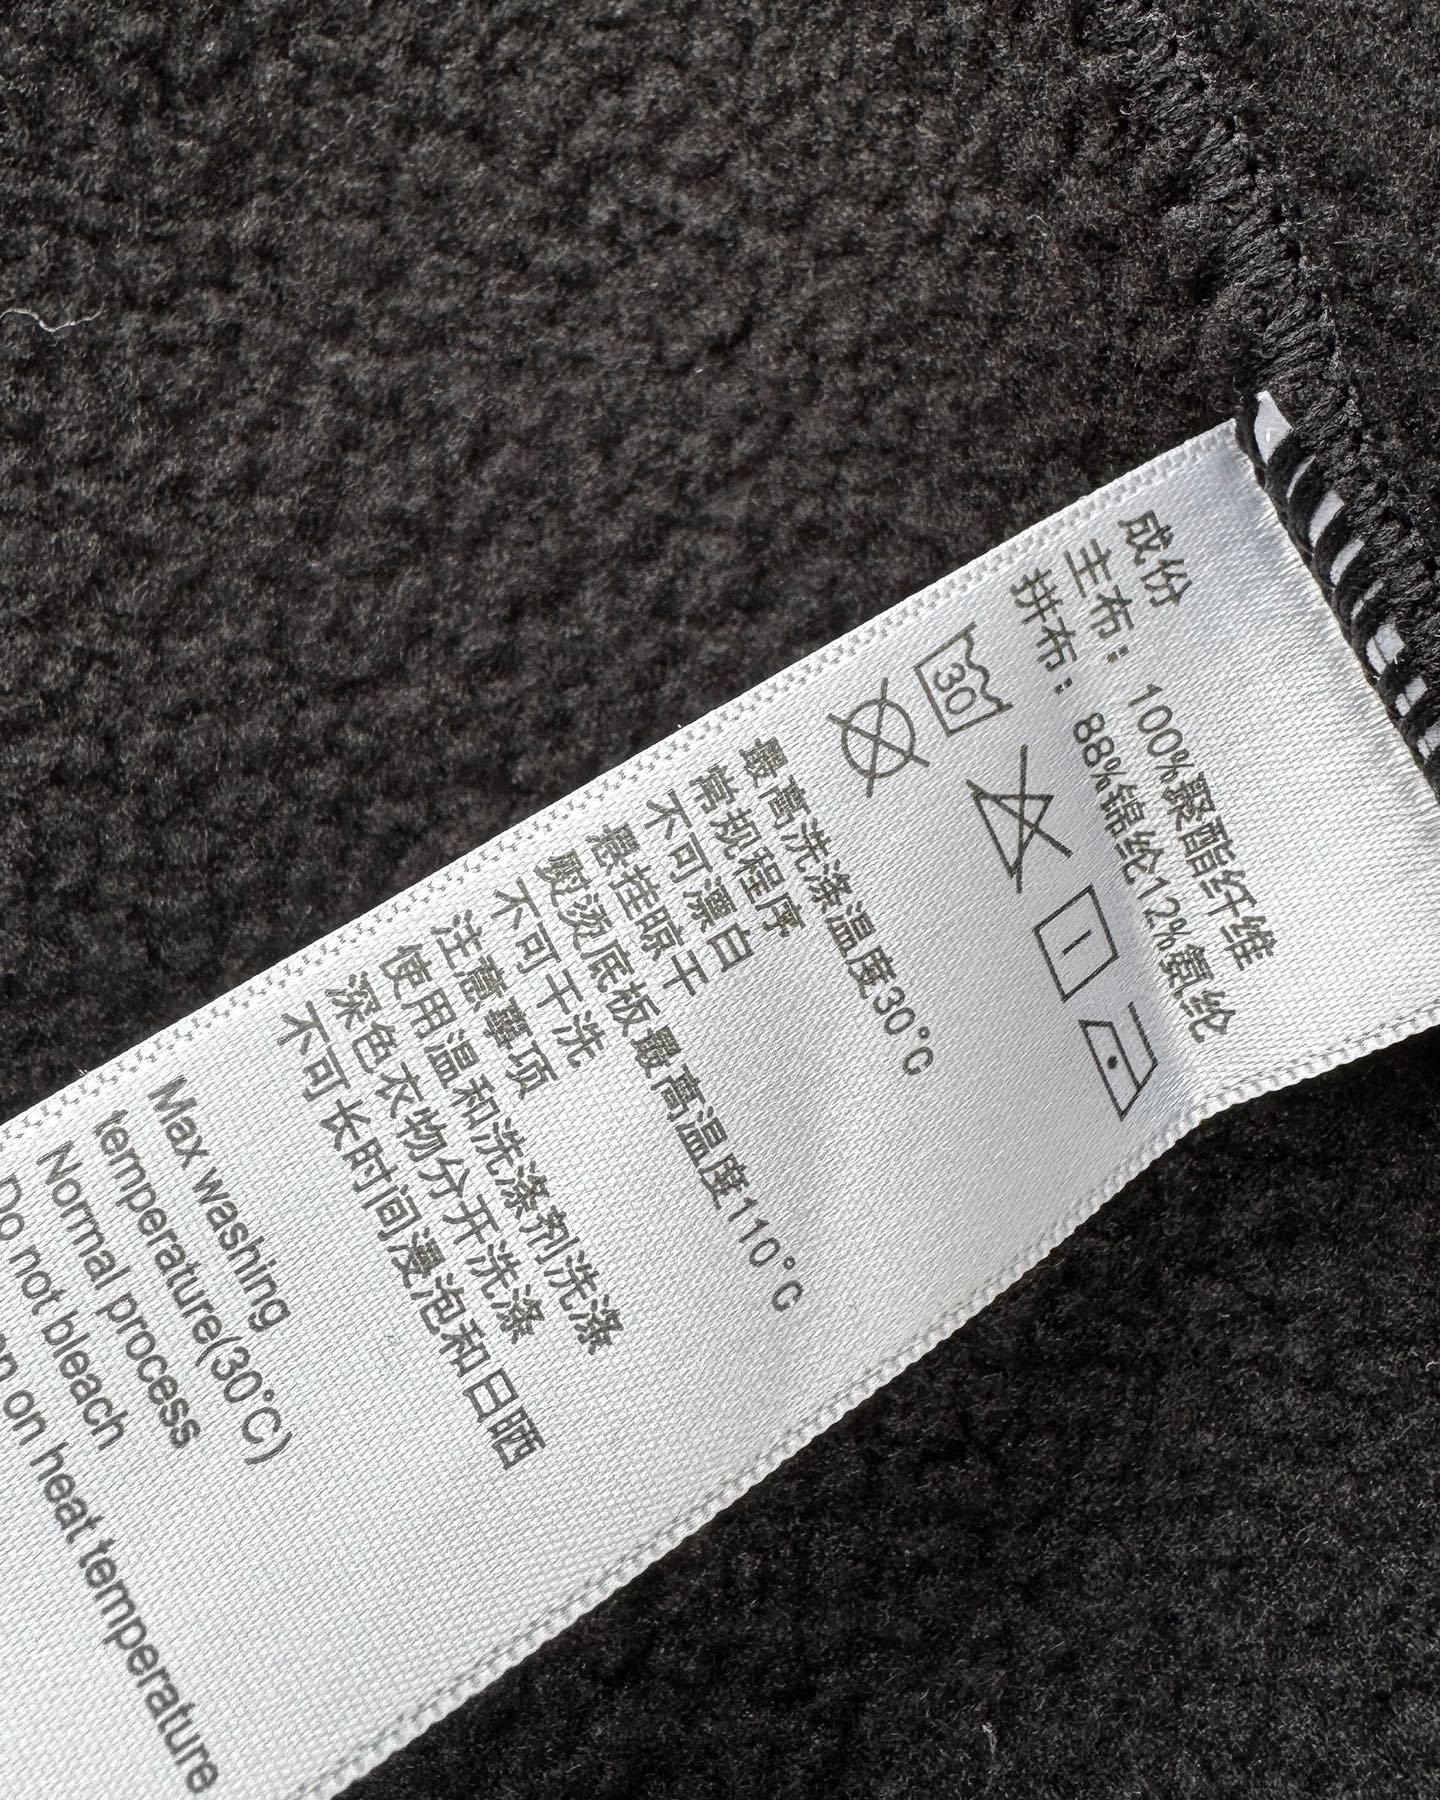 成份
主布：100%聚酯纤维
拼布：88%锦纶12%氨纶
30
最高洗涤温度30°C
常规程序
不可漂白
悬挂晾干
熨烫底板最高温度110°C
不可干洗
注意事项
使用温和洗涤剂洗涤
深色衣物分开洗涤
不可长时间浸泡和日晒
Max washing
temperature(30°C)
Normal process
Do not bleach
on heat temperature